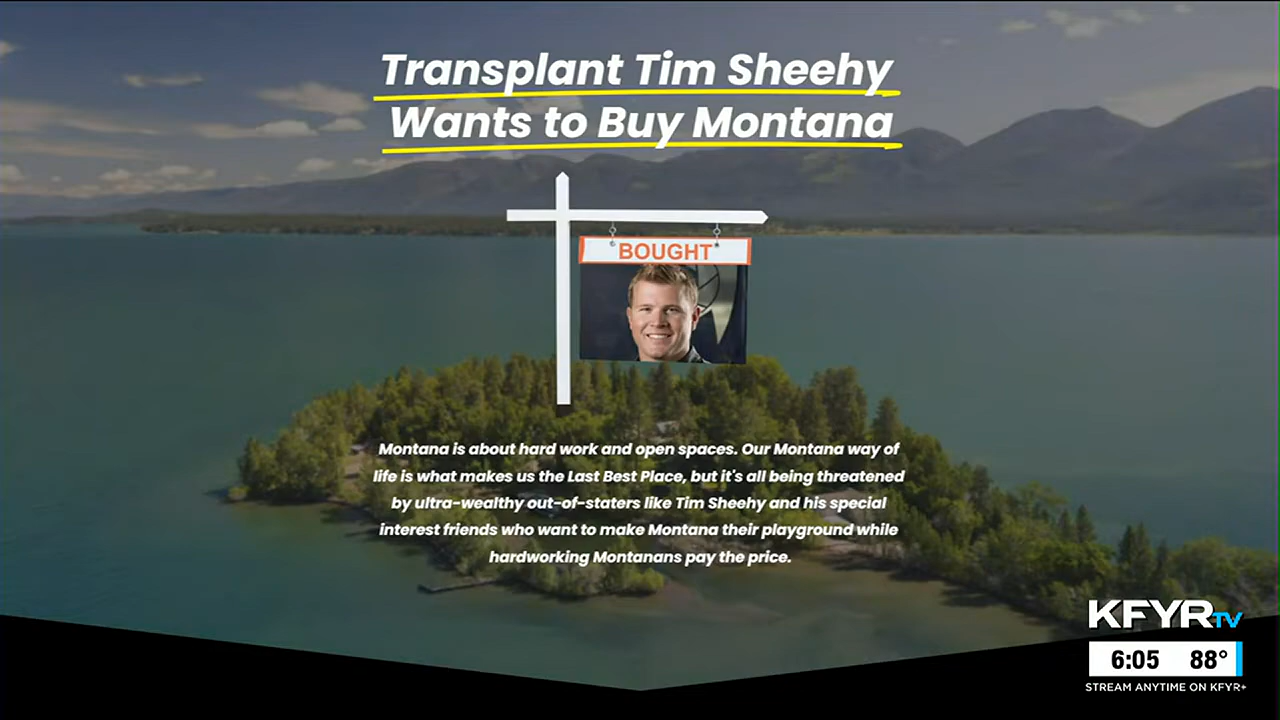 Transplant Tim Sheehy
Wants to Buy Montana
BOUGHT
Montana is about hard work and open spaces. Our Montana way of
life is what makes us the Last Best Place, but it's all being threatened
by ultra-wealthy out-of-staters like Tim Sheehy and his special
interest friends who want to make Montana their playground while
hardworking Montanans pay the price.
KFYRTV
6:05 88°
STREAM ANYTIME ON KFYR+